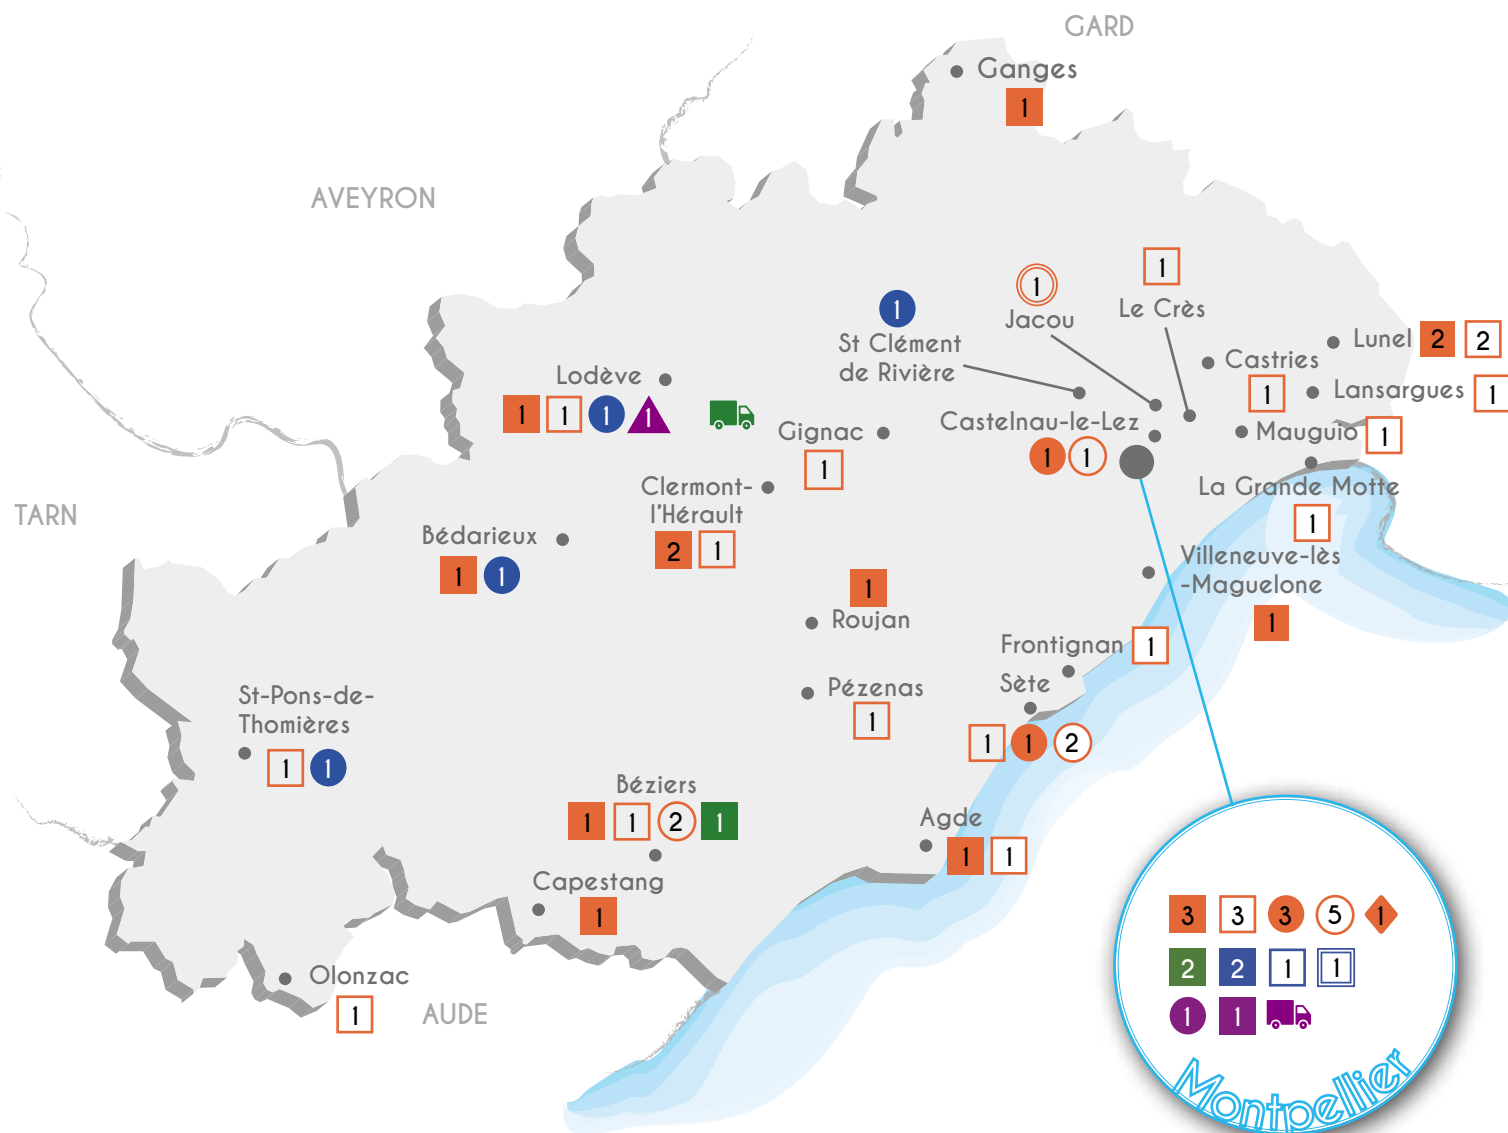 GARD
Ganges
1
AVEYRON
1
Le Crès
1
Jacou
1
St Clément
de Rivière
Lunel 2 2
Castries
1
Lansargues 1
Lodève
1 1 1 1
Castelnau-le-Lez
1 1
Mauguio 1
Gignac
1
La Grande Motte
1
Clermont-
l'Hérault
2 1
TARN
Bédarieux
1 1
Villeneuve-lès
-Maguelone
1
1
Roujan
Frontignan 1
Sète
1 1 2
Pézenas
1
St-Pons-de-
Thomières
1 1
Béziers
1 1 2 1
Agde
1 1
Capestang
1
Olonzac
1
AUDE
3 3 3 5 1
2 2 1 1
1 1
Montpellier